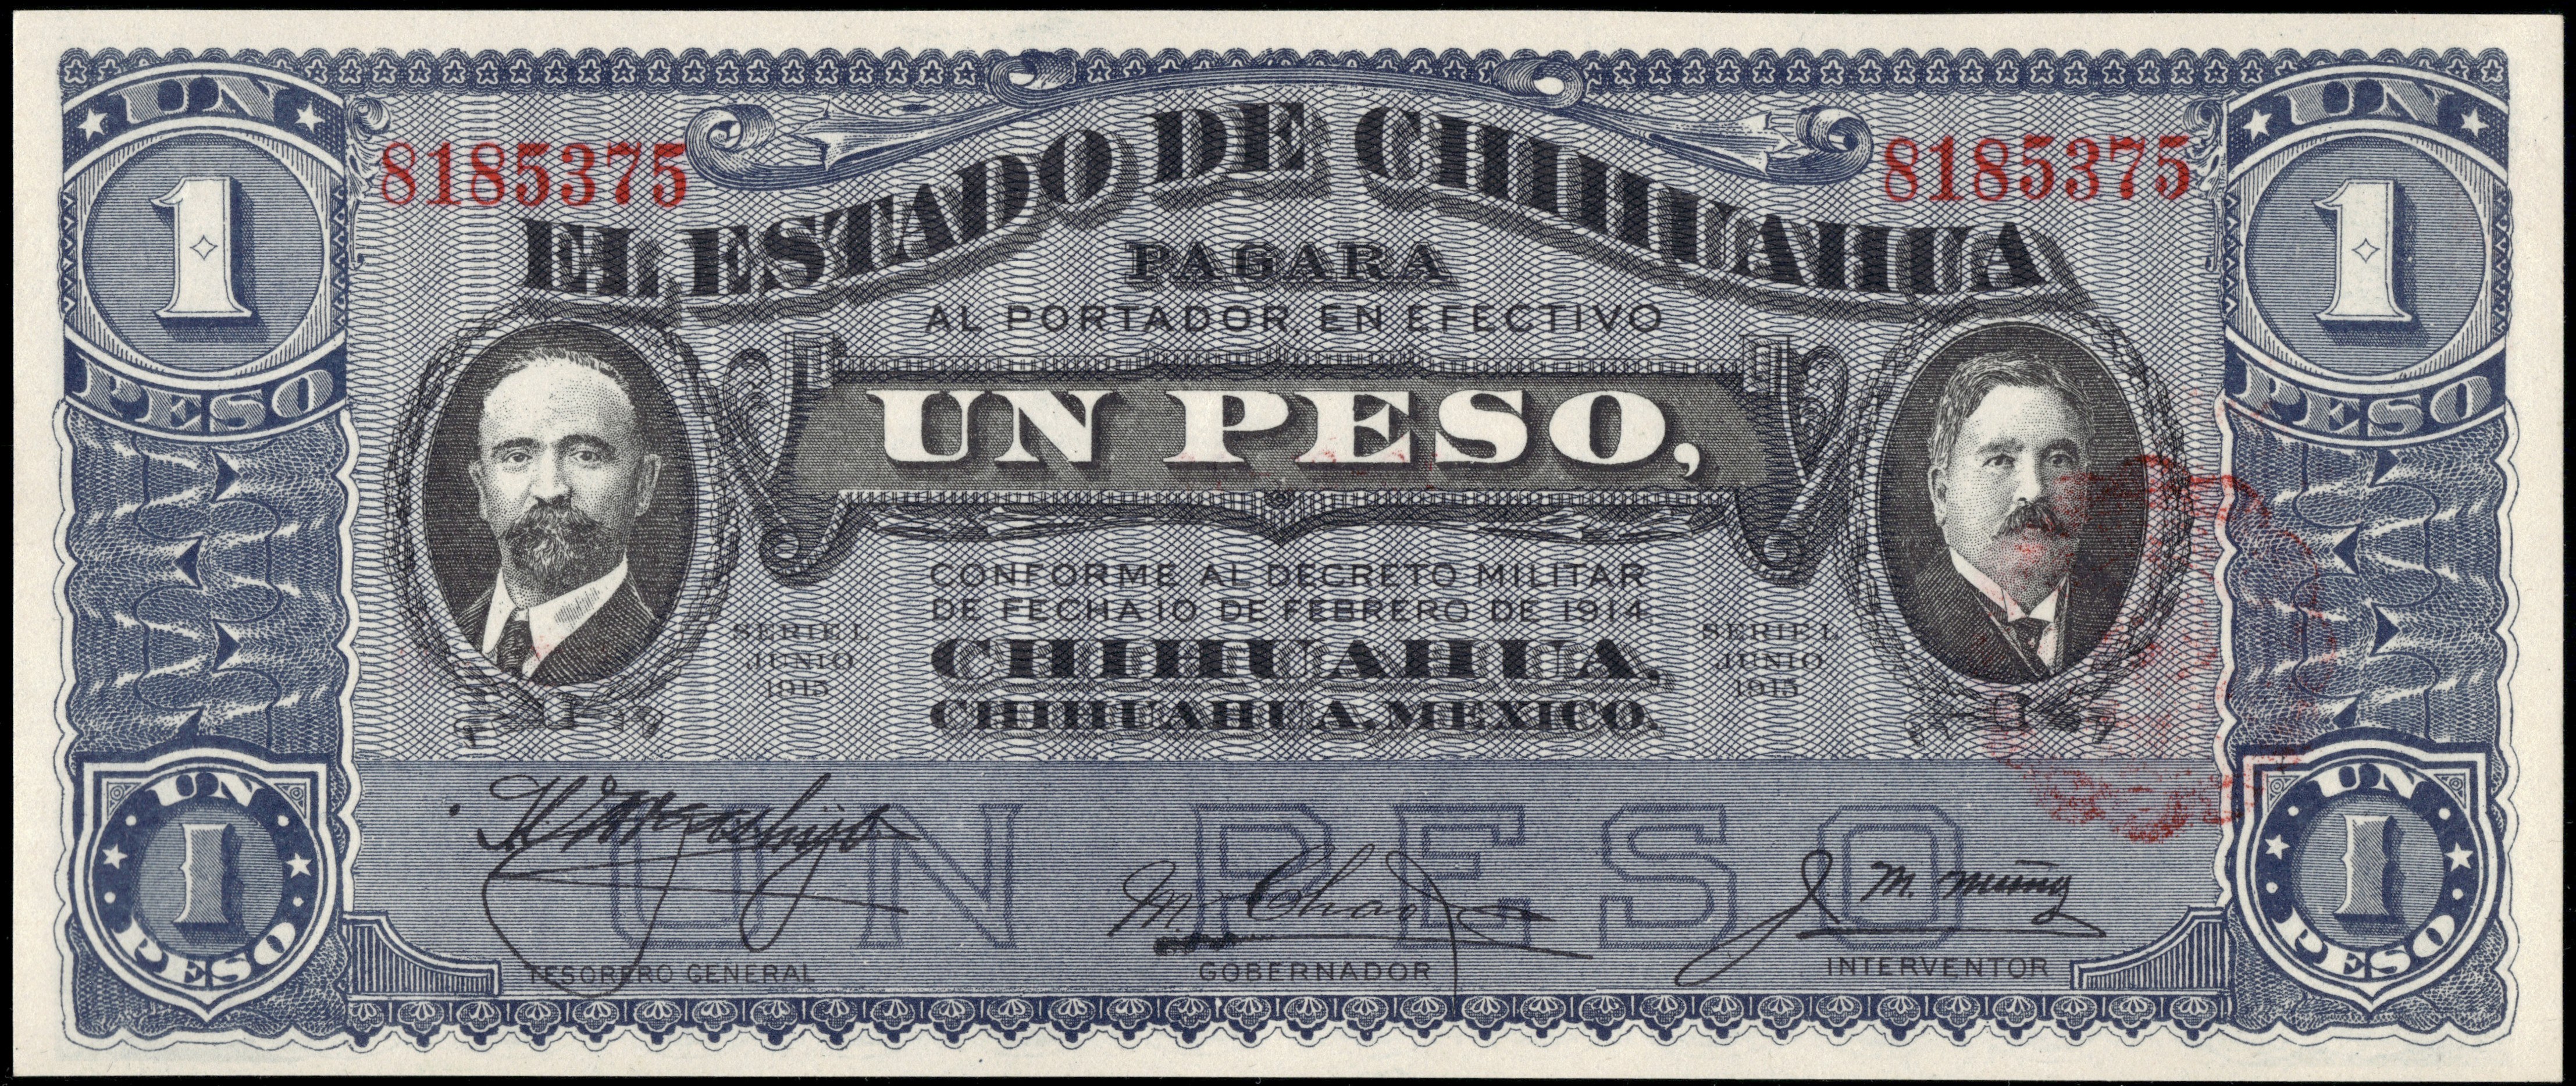 UN
1
PESO
UN
1
PESO
8185375
8185375
EL ESTADO DE CHIHUAHUA
PAGARA
AL PORTADOR, EN EFECTIVO
UN PESO,
CONFORME AL DECRETO MILITAR
DE FECHA 10 DE FEBRERO DE 1914
CHIHUAHUA,
CHIHUAHUA, MEXICO.
SERIE I.
JUNIO
1915
SERIE I.
JUNIO
1915
UN PESO
M. Chao
J. M. Muñoz
TESORERO GENERAL
GOBERNADOR
INTERVENTOR
UN
1
PESO
UN
1
PESO